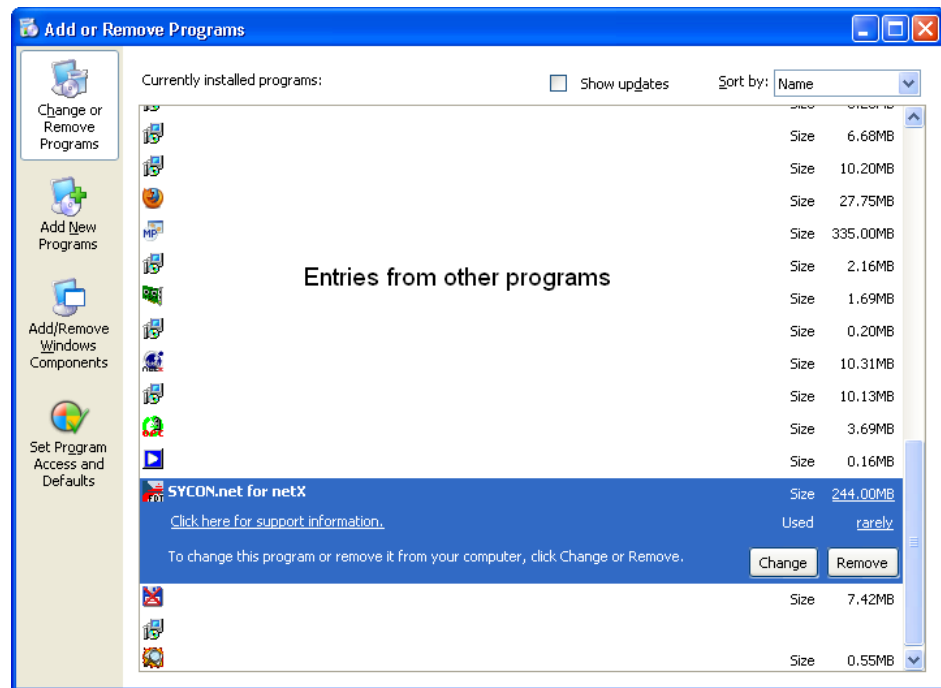 Add or Remove Programs
Currently installed programs:
Show updates
Sort by:
Name
Change or
Remove
Programs
Size 6.68MB
Size 10.20MB
Size 27.75MB
Size 335.00MB
Add New
Programs
Size 2.16MB
Entries from other programs
Size 1.69MB
Size 0.20MB
Add/Remove
Windows
Components
Size 10.31MB
Size 10.13MB
Size 3.69MB
Set Program
Access and
Defaults
Size 0.16MB
SYCON.net for netX
Size 244.00MB
Click here for support information.
Used rarely
To change this program or remove it from your computer, click Change or Remove.
Change
Remove
Size 7.42MB
Size 0.55MB